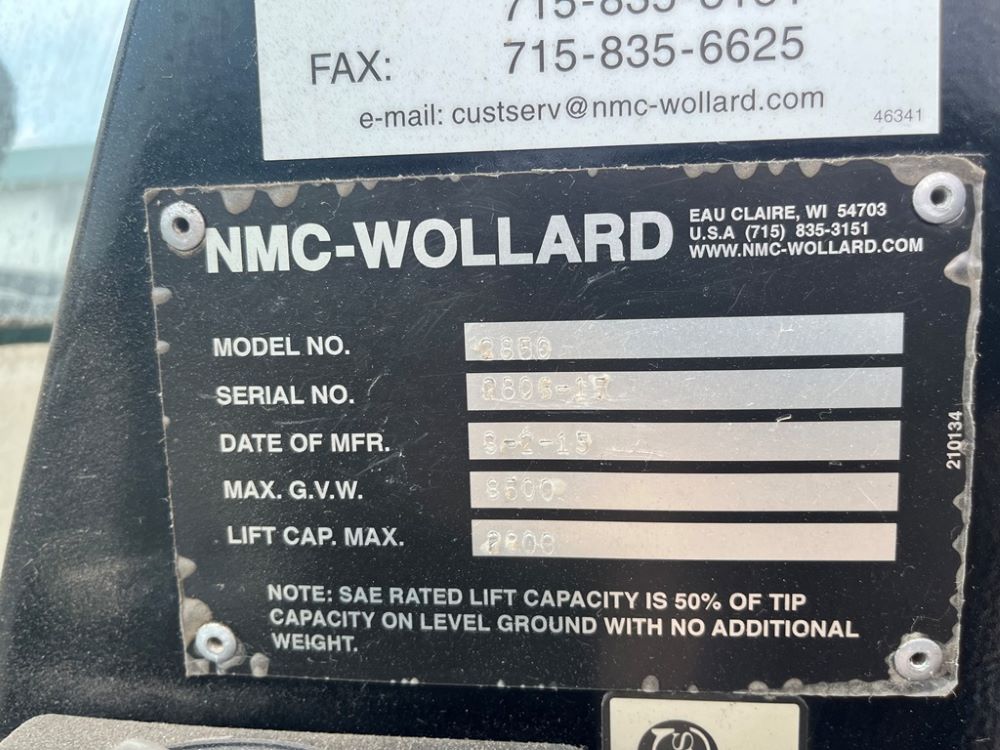 FAX: 715-835-6625
e-mail: custserv@nmc-wollard.com
46341
NMC-WOLLARD
EAU CLAIRE, WI 54703
U.S.A (715) 835-3151
WWW.NMC-WOLLARD.COM
MODEL NO.
SERIAL NO.
DATE OF MFR.
MAX. G.V.W.
LIFT CAP. MAX.
210134
NOTE: SAE RATED LIFT CAPACITY IS 50% OF TIP
CAPACITY ON LEVEL GROUND WITH NO ADDITIONAL
WEIGHT.